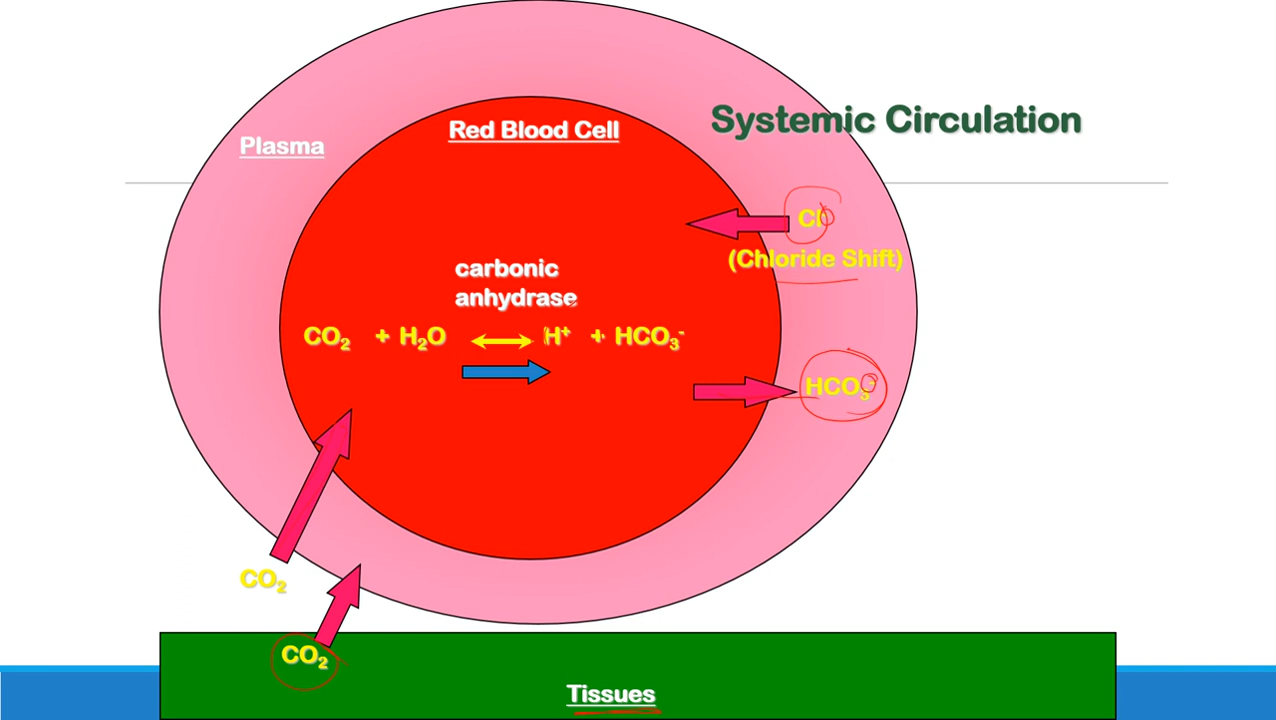 Systemic Circulation
Red Blood Cell
Plasma
Cl-
(Chloride Shift)
carbonic
anhydrase
CO₂ + H₂O ↔ H⁺ + HCO₃⁻
HCO₃⁻
CO₂
CO₂
Tissues